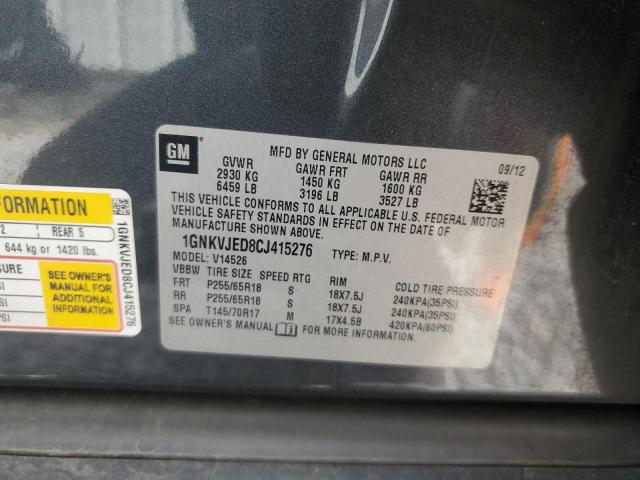 GM
MFD BY GENERAL MOTORS LLC
09/12
GVWR GAWR FRT GAWR RR
2930 KG 1450 KG 1600 KG
6459 LB 3196 LB 3527 LB
THIS VEHICLE CONFORMS TO ALL APPLICABLE U.S. FEDERAL MOTOR
VEHICLE SAFETY STANDARDS IN EFFECT ON THE DATE OF
MANUFACTURE SHOWN ABOVE.
1GNKVJED8CJ415276 TYPE: M.P.V.
MODEL: V14526
VBBW TIRE SIZE SPEED RTG RIM COLD TIRE PRESSURE
FRT P255/65R18 S 18X7.5J 240KPA(35PSI)
RR P255/65R18 S 18X7.5J 240KPA(35PSI)
SPA T145/70R17 M 17X4.5B 420KPA(60PSI)
SEE OWNER'S MANUAL FOR MORE INFORMATION.
FORMATION
2 REAR 5
644 kg or 1420 lbs.
SURE
SI
SI
PSI
SEE OWNER'S
MANUAL FOR
ADDITIONAL
INFORMATION
1GNKVJED8CJ415276